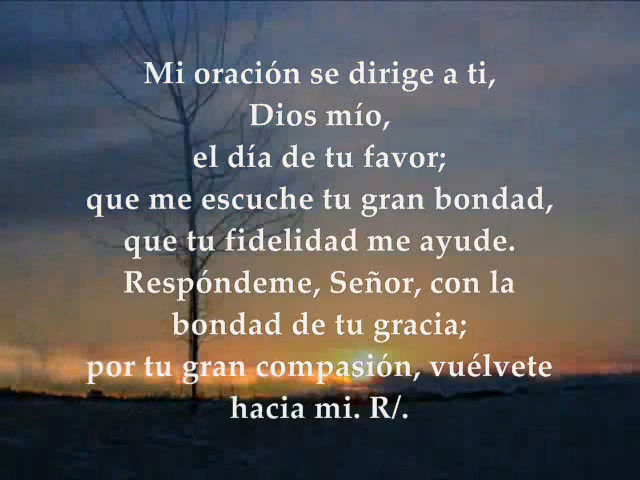 Mi oración se dirige a ti,
Dios mío,
el día de tu favor;
que me escuche tu gran bondad,
que tu fidelidad me ayude.
Respóndeme, Señor, con la
bondad de tu gracia;
por tu gran compasión, vuélvete
hacia mi. R/.